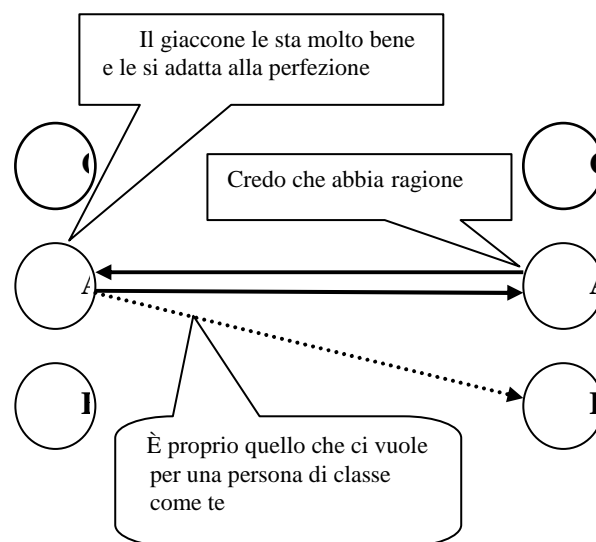 Il giaccone le sta molto bene
e le si adatta alla perfezione
Credo che abbia ragione
È proprio quello che ci vuole
per una persona di classe
come te